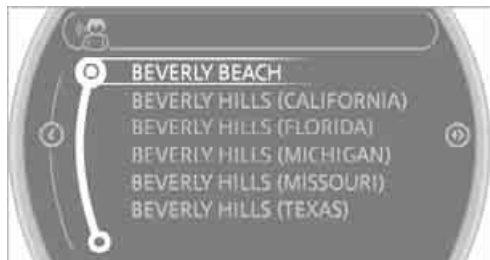 BEVERLY BEACH
BEVERLY HILLS (CALIFORNIA)
BEVERLY HILLS (FLORIDA)
BEVERLY HILLS (MICHIGAN)
BEVERLY HILLS (MISSOURI)
BEVERLY HILLS (TEXAS)